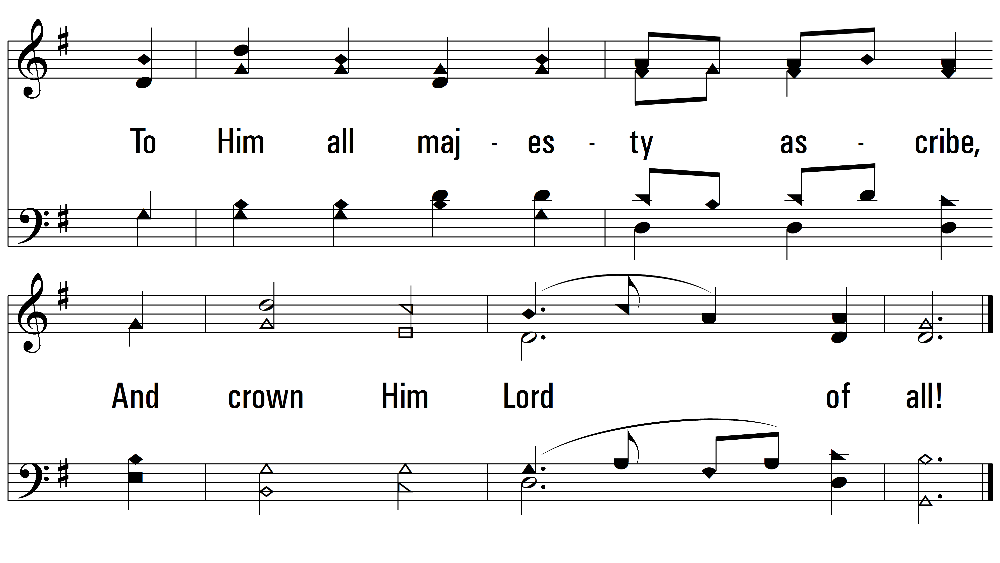 To Him all maj - es - ty as - cribe,
And crown Him Lord of all!